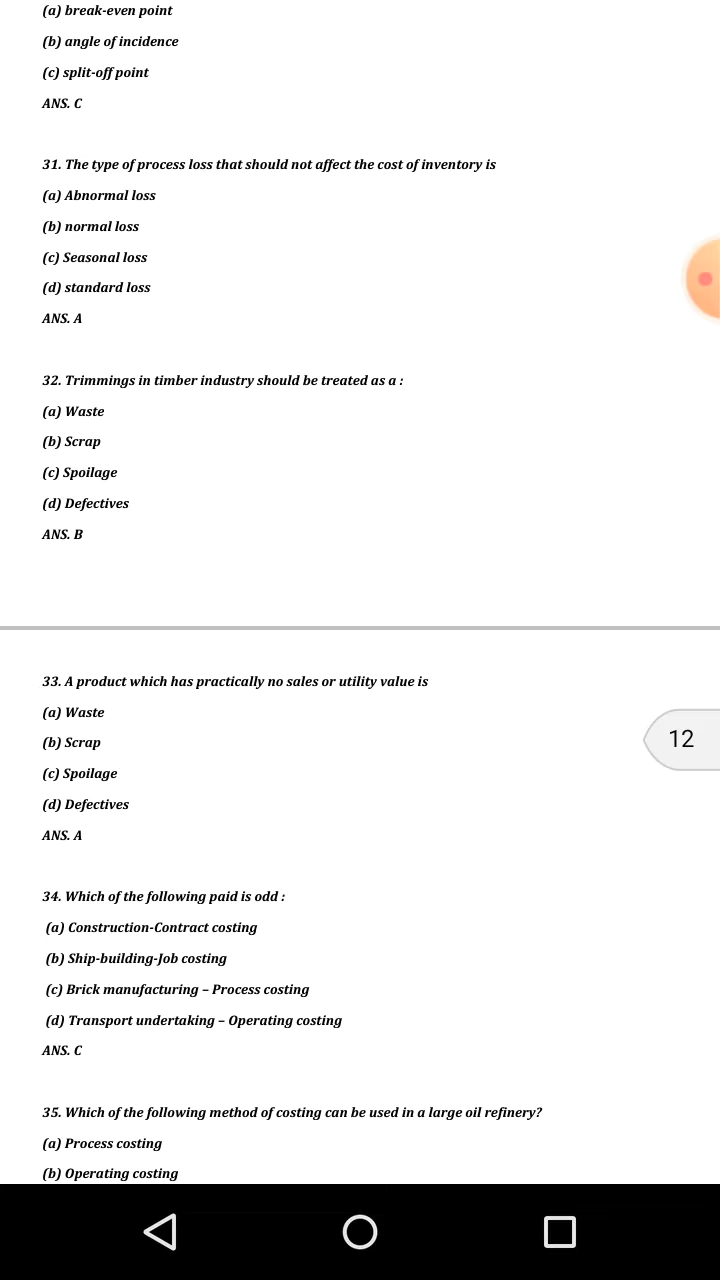 (a) break-even point
(b) angle of incidence
(c) split-off point
ANS. C
31. The type of process loss that should not affect the cost of inventory is
(a) Abnormal loss
(b) normal loss
(c) Seasonal loss
(d) standard loss
ANS. A
32. Trimmings in timber industry should be treated as a :
(a) Waste
(b) Scrap
(c) Spoilage
(d) Defectives
ANS. B
33. A product which has practically no sales or utility value is
(a) Waste
(b) Scrap
(c) Spoilage
(d) Defectives
ANS. A
12
34. Which of the following paid is odd :
(a) Construction-Contract costing
(b) Ship-building-Job costing
(c) Brick manufacturing – Process costing
(d) Transport undertaking – Operating costing
ANS. C
35. Which of the following method of costing can be used in a large oil refinery?
(a) Process costing
(b) Operating costing